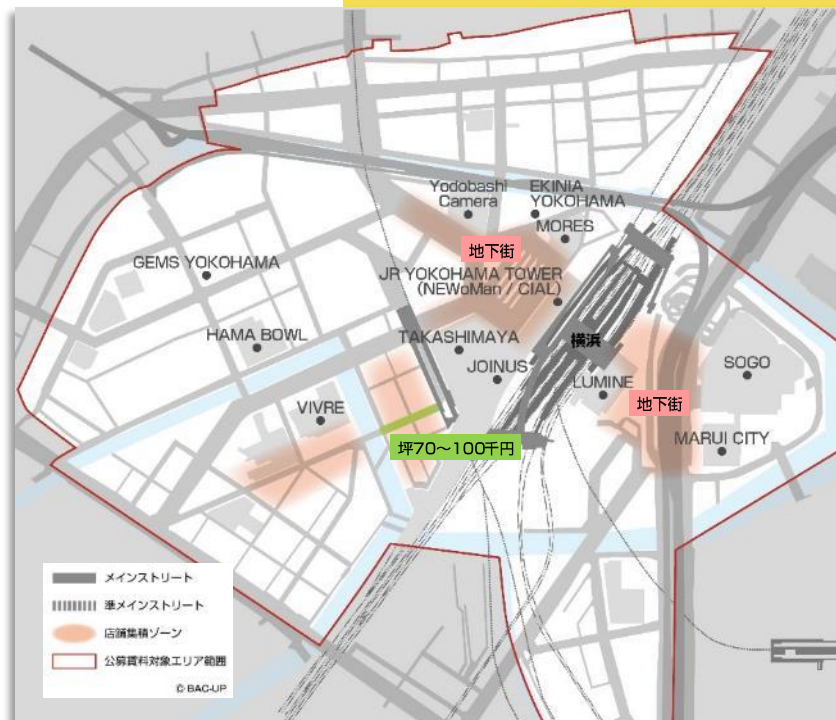 Yodobashi
Camera
EKINIA
YOKOHAMA
MORES
地下街
GEMS YOKOHAMA
JR YOKOHAMA TOWER
(NEWoMan / CIAL)
HAMA BOWL
TAKASHIMAYA
横浜
JOINUS
SOGO
LUMINE
VIVRE
地下街
MARUI CITY
坪70～100千円
メインストリート
準メインストリート
店舗集積ゾーン
公募賃料対象エリア範囲
© BAC-UP